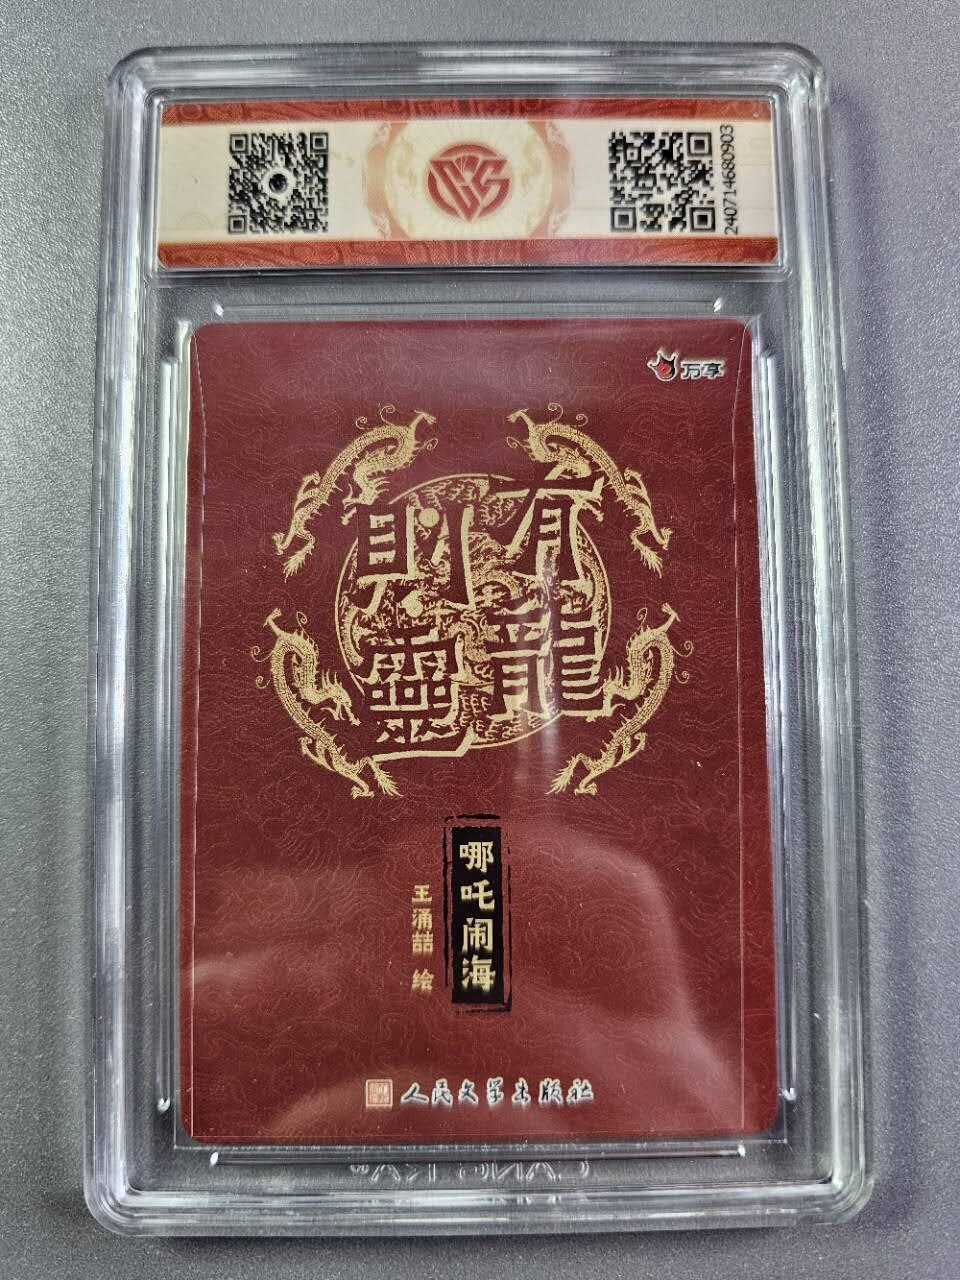 240714680903
万享
有龍
則靈
哪吒闹海
王涌喆 绘
人民文学出版社